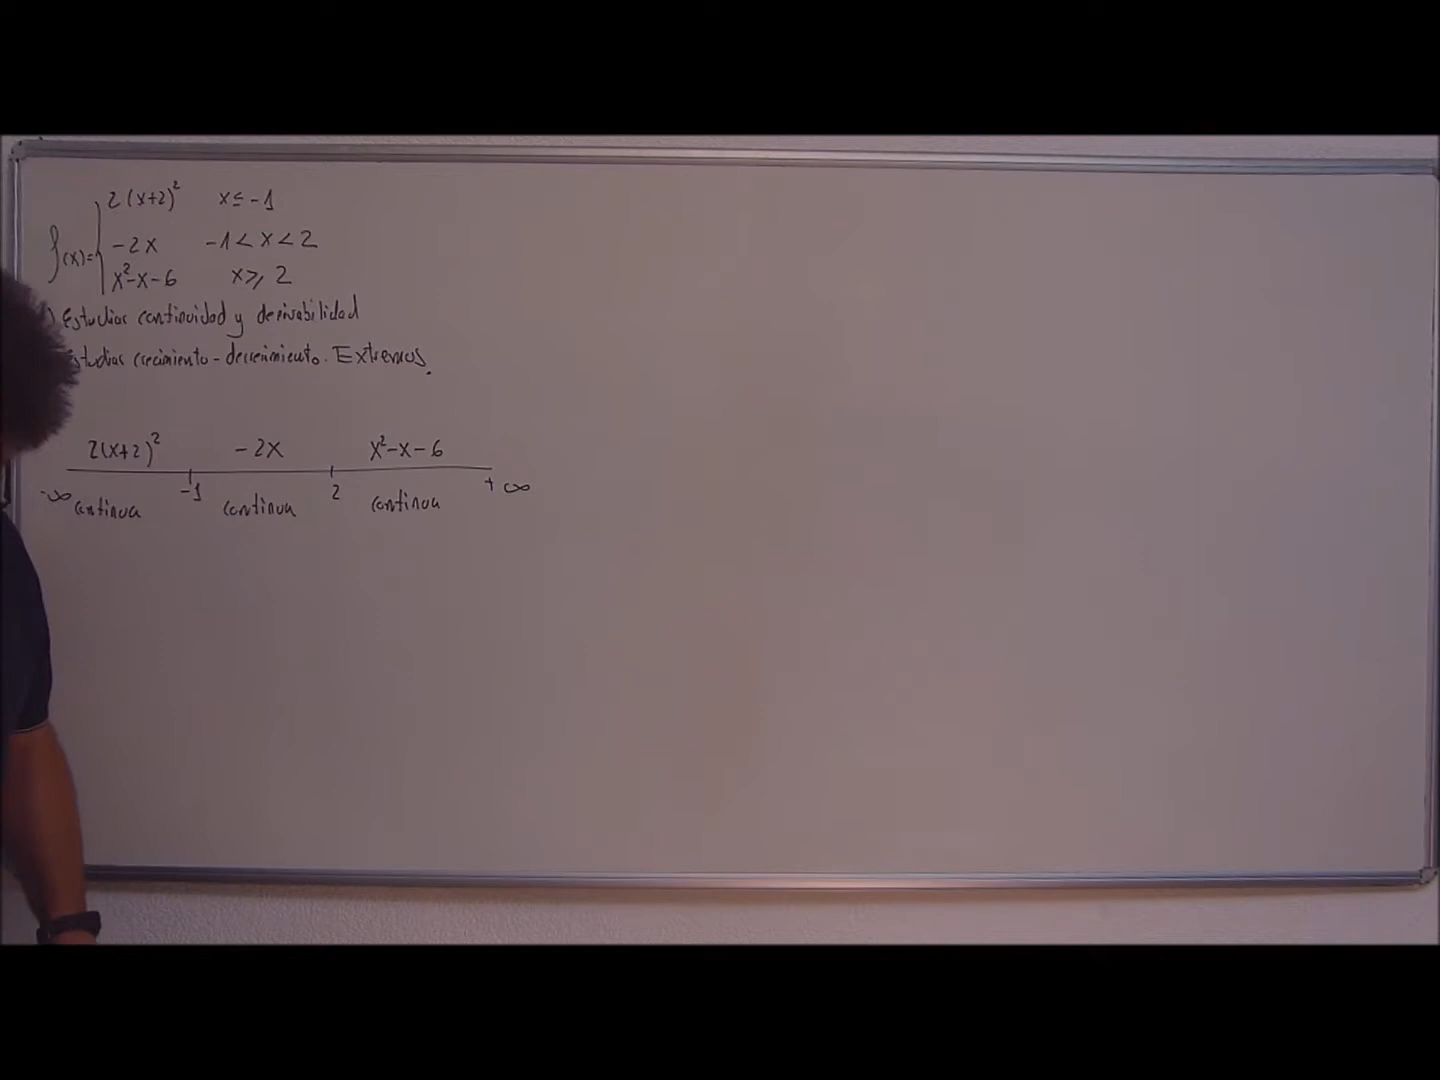 2(x+2)² x≤-1
f(x)= -2x -1<x<2
x²-x-6 x≥2
) Estudiar continuidad y derivabilidad
Estudiar crecimiento-decrecimiento. Extremos.
2(x+2)² -2x x²-x-6
-∞ -1 2 +∞
continua continua continua